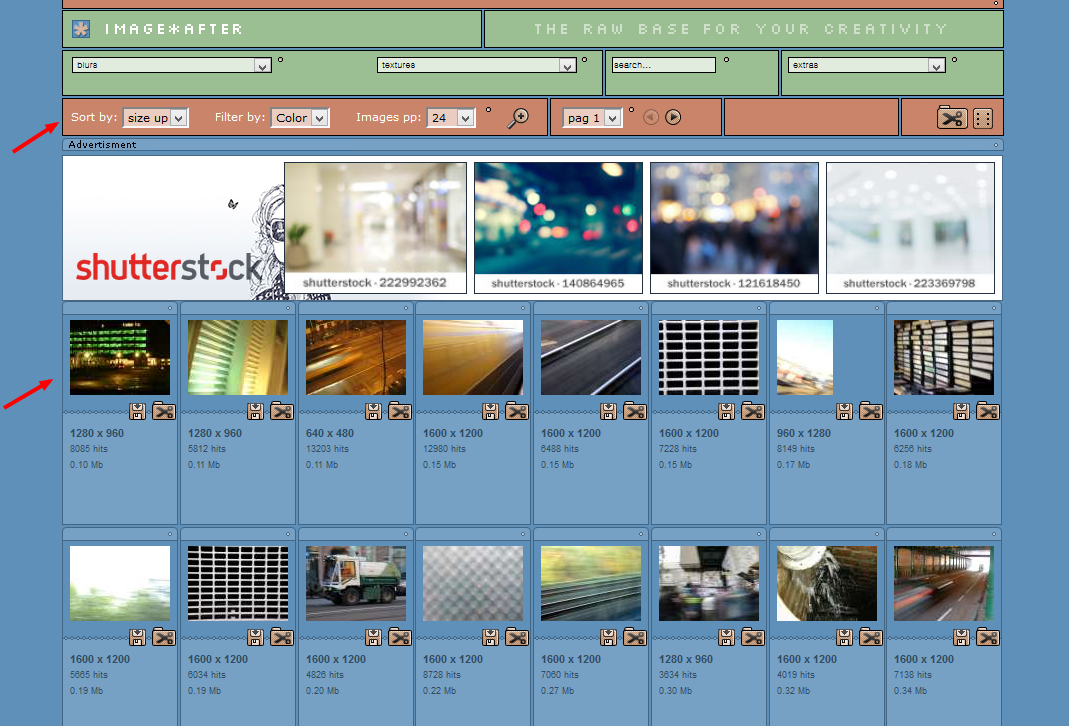 IMAGE*AFTER
THE RAW BASE FOR YOUR CREATIVITY
blurs
textures
search...
extras
Sort by: size up Filter by: Color Images pp: 24
pag 1
Advertisment
shutterstock
shutterstock · 222992362
shutterstock · 140864965
shutterstock · 121618450
shutterstock · 223369798
1280 x 960
8085 hits
0.10 Mb
1280 x 960
5812 hits
0.11 Mb
640 x 480
13203 hits
0.11 Mb
1600 x 1200
12980 hits
0.15 Mb
1600 x 1200
6488 hits
0.15 Mb
1600 x 1200
7228 hits
0.15 Mb
960 x 1280
8149 hits
0.17 Mb
1600 x 1200
6256 hits
0.18 Mb
1600 x 1200
5665 hits
0.19 Mb
1600 x 1200
6034 hits
0.19 Mb
1600 x 1200
4826 hits
0.20 Mb
1600 x 1200
8728 hits
0.22 Mb
1600 x 1200
7060 hits
0.27 Mb
1280 x 960
3634 hits
0.30 Mb
1600 x 1200
4019 hits
0.32 Mb
1600 x 1200
7138 hits
0.34 Mb